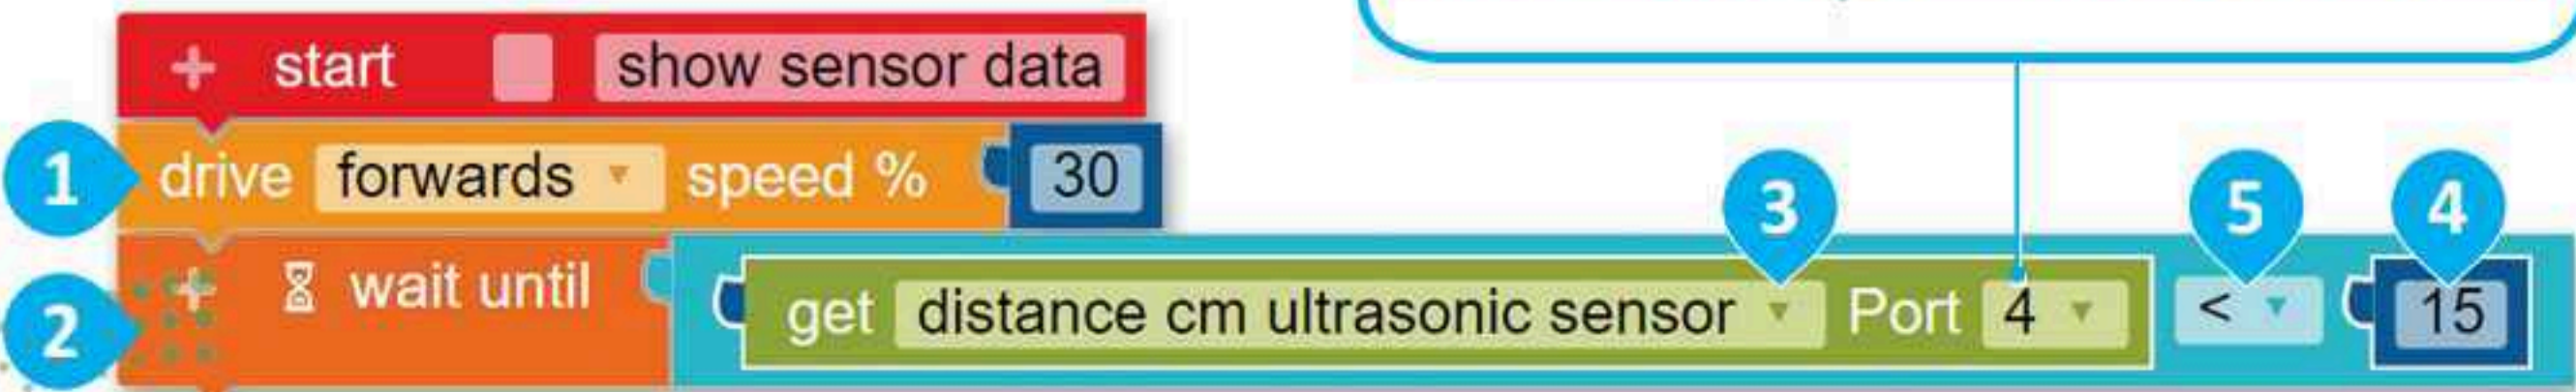 + start show sensor data
1 drive forwards speed % 30
3 5 4
2 + wait until get distance cm ultrasonic sensor Port 4 < 15